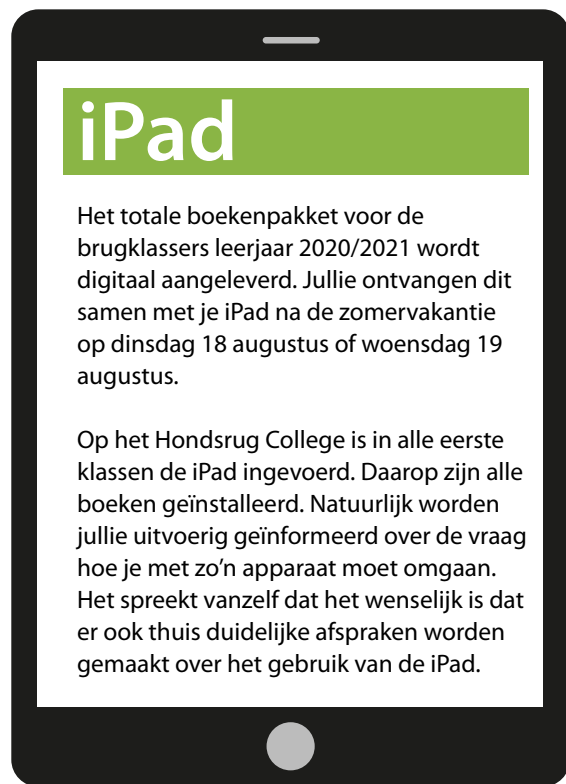 iPad
Het totale boekenpakket voor de
brugklassers leerjaar 2020/2021 wordt
digitaal aangeleverd. Jullie ontvangen dit
samen met je iPad na de zomervakantie
op dinsdag 18 augustus of woensdag 19
augustus.
Op het Hondsrug College is in alle eerste
klassen de iPad ingevoerd. Daarop zijn alle
boeken geïnstalleerd. Natuurlijk worden
jullie uitvoerig geïnformeerd over de vraag
hoe je met zo’n apparaat moet omgaan.
Het spreekt vanzelf dat het wenselijk is dat
er ook thuis duidelijke afspraken worden
gemaakt over het gebruik van de iPad.